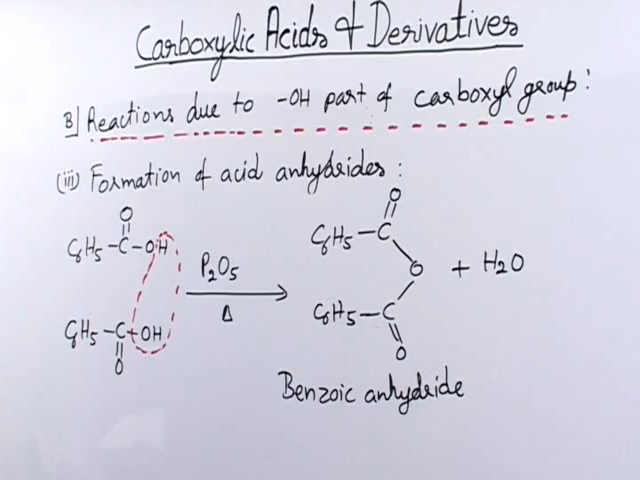 Carboxylic Acids & Derivatives
B] Reactions due to -OH part of carboxyl group:
(iii) Formation of acid anhydrides:
O
C6H5-C-OH
C6H5-C-OH
O
P2O5
Δ
O
C6H5-C
O
C6H5-C
O
+ H2O
Benzoic anhydride